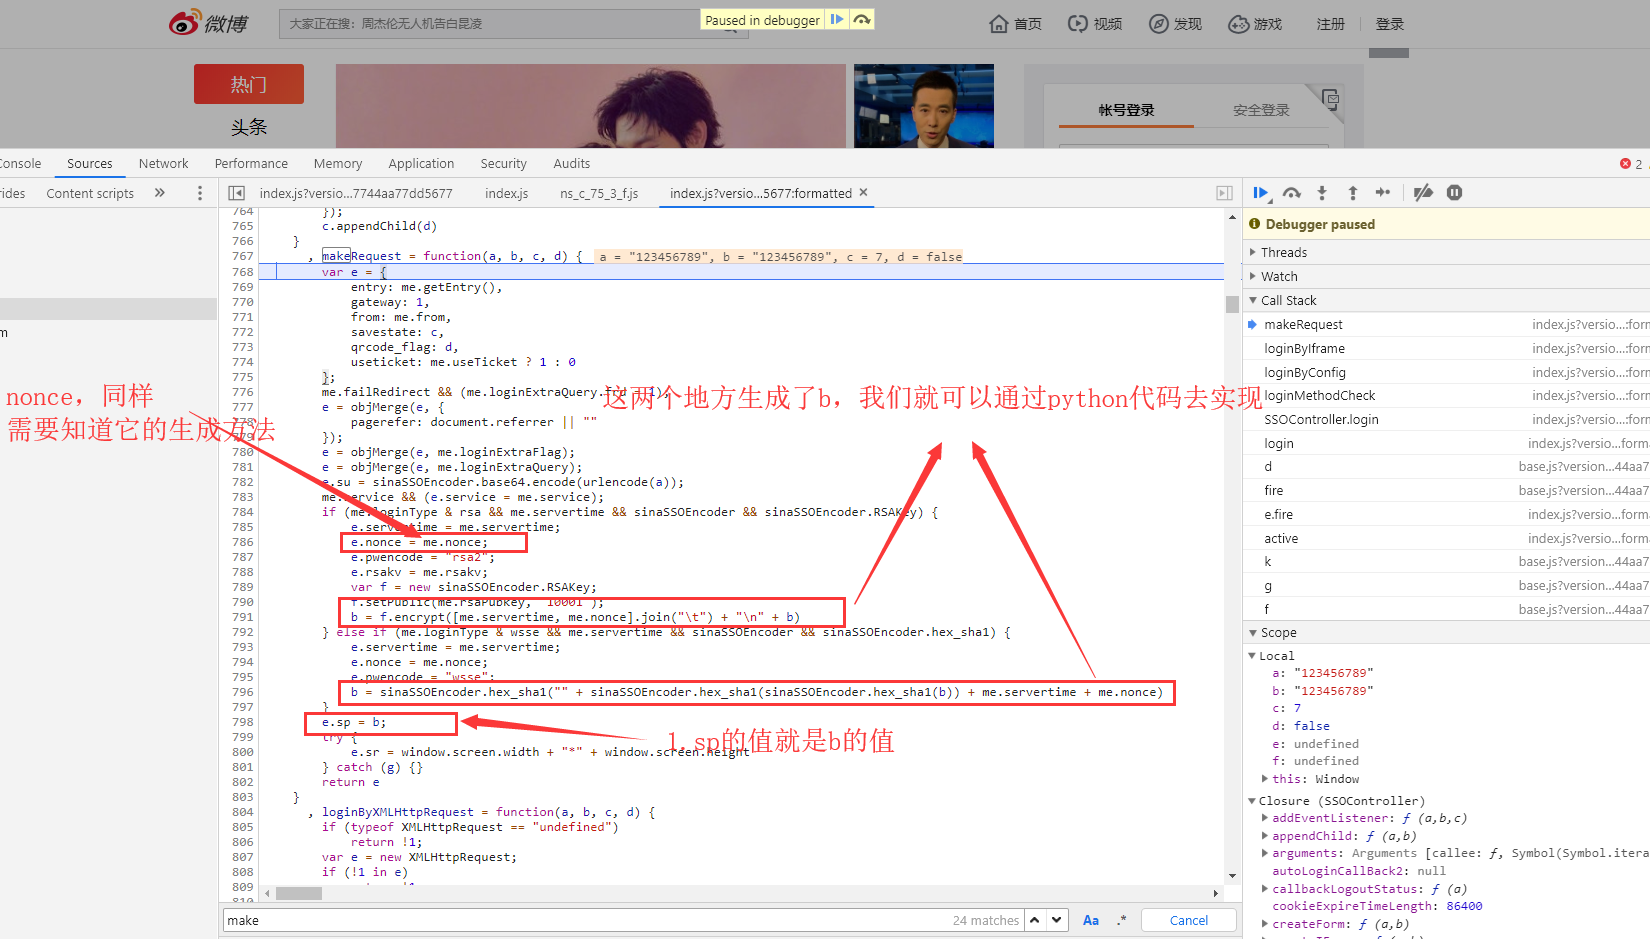 微博
大家正在搜：周杰伦无人机告白昆凌
Paused in debugger
首页
视频
发现
游戏
注册
登录
热门
头条
帐号登录
安全登录
Console
Sources
Network
Performance
Memory
Application
Security
Audits
2
rides
Content scripts
index.js?versio...7744aa77dd5677
index.js
ns_c_75_3_f.js
index.js?versio...5677:formatted
764 });
765 c.appendChild(d)
766 }
767 , makeRequest = function(a, b, c, d) { a = "123456789", b = "123456789", c = 7, d = false
768 var e = {
769 entry: me.getEntry(),
770 gateway: 1,
771 from: me.from,
772 savestate: c,
773 qrcode_flag: d,
774 useticket: me.useTicket ? 1 : 0
775 };
776 me.failRedirect && (me.loginExtraQuery.frd = 1);
777 e = objMerge(e, {
778 pagerefer: document.referrer || ""
779 });
780 e = objMerge(e, me.loginExtraFlag);
781 e = objMerge(e, me.loginExtraQuery);
782 e.su = sinaSSOEncoder.base64.encode(urlencode(a));
783 me.service && (e.service = me.service);
784 if (me.loginType & rsa && me.servertime && sinaSSOEncoder && sinaSSOEncoder.RSAKey) {
785 e.servertime = me.servertime;
786 e.nonce = me.nonce;
787 e.pwencode = "rsa2";
788 e.rsakv = me.rsakv;
789 var f = new sinaSSOEncoder.RSAKey;
790 f.setPublic(me.rsaPubkey, "10001");
791 b = f.encrypt([me.servertime, me.nonce].join("\t") + "\n" + b)
792 } else if (me.loginType & wsse && me.servertime && sinaSSOEncoder && sinaSSOEncoder.hex_sha1) {
793 e.servertime = me.servertime;
794 e.nonce = me.nonce;
795 e.pwencode = "wsse";
796 b = sinaSSOEncoder.hex_sha1("" + sinaSSOEncoder.hex_sha1(sinaSSOEncoder.hex_sha1(b)) + me.servertime + me.nonce)
797 }
798 e.sp = b;
799 try {
800 e.sr = window.screen.width + "*" + window.screen.height
801 } catch (g) {}
802 return e
803 }
804 , loginByXMLHttpRequest = function(a, b, c, d) {
805 if (typeof XMLHttpRequest == "undefined")
806 return !1;
807 var e = new XMLHttpRequest;
808 if (!1 in e)
809
810
nonce，同样
需要知道它的生成方法
这两个地方生成了b，我们就可以通过python代码去实现
1.sp的值就是b的值
make
24 matches
Aa
.*
Cancel
Debugger paused
Threads
Watch
Call Stack
makeRequest index.js?versio...:form
loginByIframe index.js?versio...:form
loginByConfig index.js?versio...:form
loginMethodCheck index.js?versio...:form
SSOController.login index.js?versio...:form
login index.js?versio...:form
d base.js?version...44aa7
fire base.js?version...44aa7
e.fire index.js?versio...:form
active index.js?versio...:form
k base.js?version...44aa7
g base.js?version...44aa7
f base.js?version...44aa7
Scope
Local
a: "123456789"
b: "123456789"
c: 7
d: false
e: undefined
f: undefined
this: Window
Closure (SSOController)
addEventListener: ƒ (a,b,c)
appendChild: ƒ (a,b)
arguments: Arguments [callee: ƒ, Symbol(Symbol.itera
autoLoginCallBack2: null
callbackLogoutStatus: ƒ (a)
cookieExpireTimeLength: 86400
createForm: ƒ (a,b)